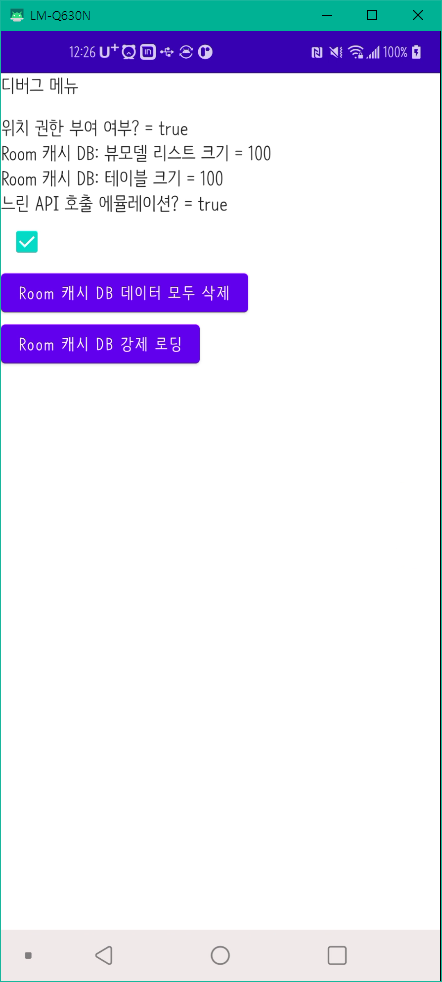 LM-Q630N
12:26 U+ in 100%
디버그 메뉴
위치 권한 부여 여부? = true
Room 캐시 DB: 뷰모델 리스트 크기 = 100
Room 캐시 DB: 테이블 크기 = 100
느린 API 호출 에뮬레이션? = true
Room 캐시 DB 데이터 모두 삭제
Room 캐시 DB 강제 로딩